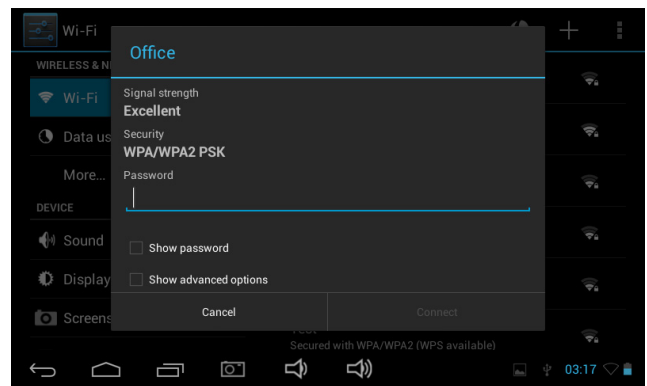 Wi-Fi
Office
WIRELESS & N
Signal strength
Excellent
Wi-Fi
Security
Data us
WPA/WPA2 PSK
More...
Password
DEVICE
Sound
Show password
Display
Show advanced options
Screens
Cancel
Connect
Secured with WPA/WPA2 (WPS available)
03:17